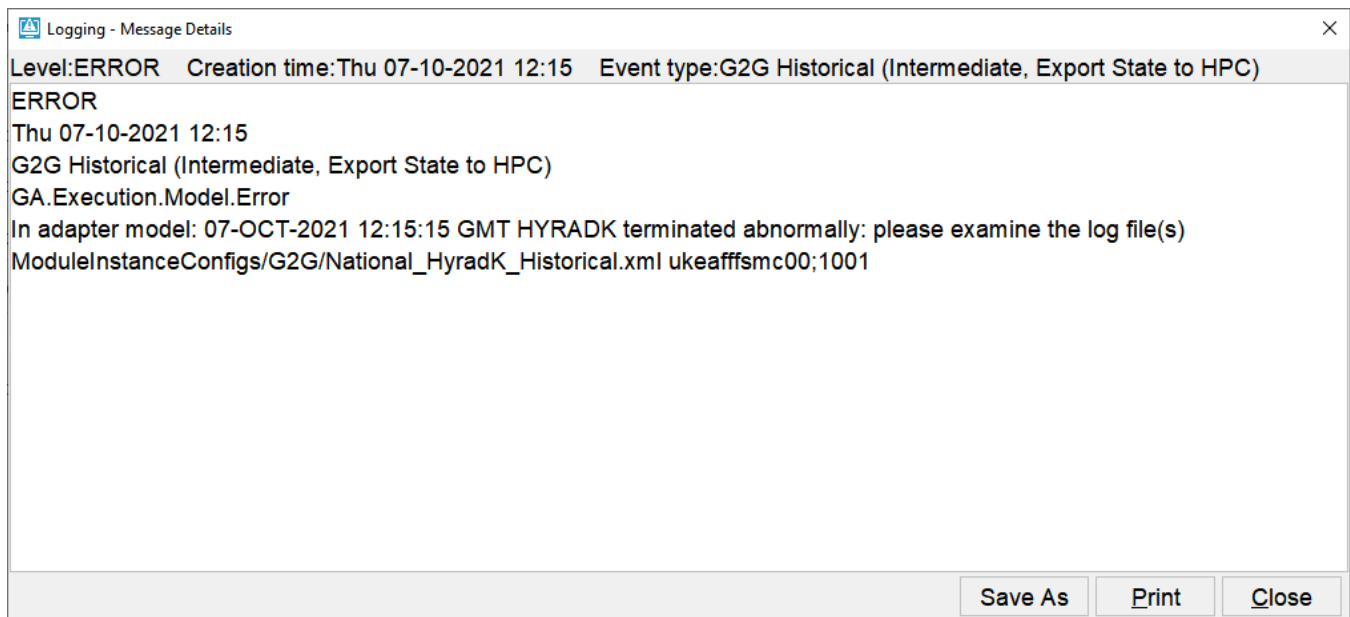 Logging - Message Details
Level:ERROR Creation time:Thu 07-10-2021 12:15 Event type:G2G Historical (Intermediate, Export State to HPC)
ERROR
Thu 07-10-2021 12:15
G2G Historical (Intermediate, Export State to HPC)
GA.Execution.Model.Error
In adapter model: 07-OCT-2021 12:15:15 GMT HYRADK terminated abnormally: please examine the log file(s)
ModuleInstanceConfigs/G2G/National_HyradK_Historical.xml ukeafffsmc00;1001
Save As Print Close